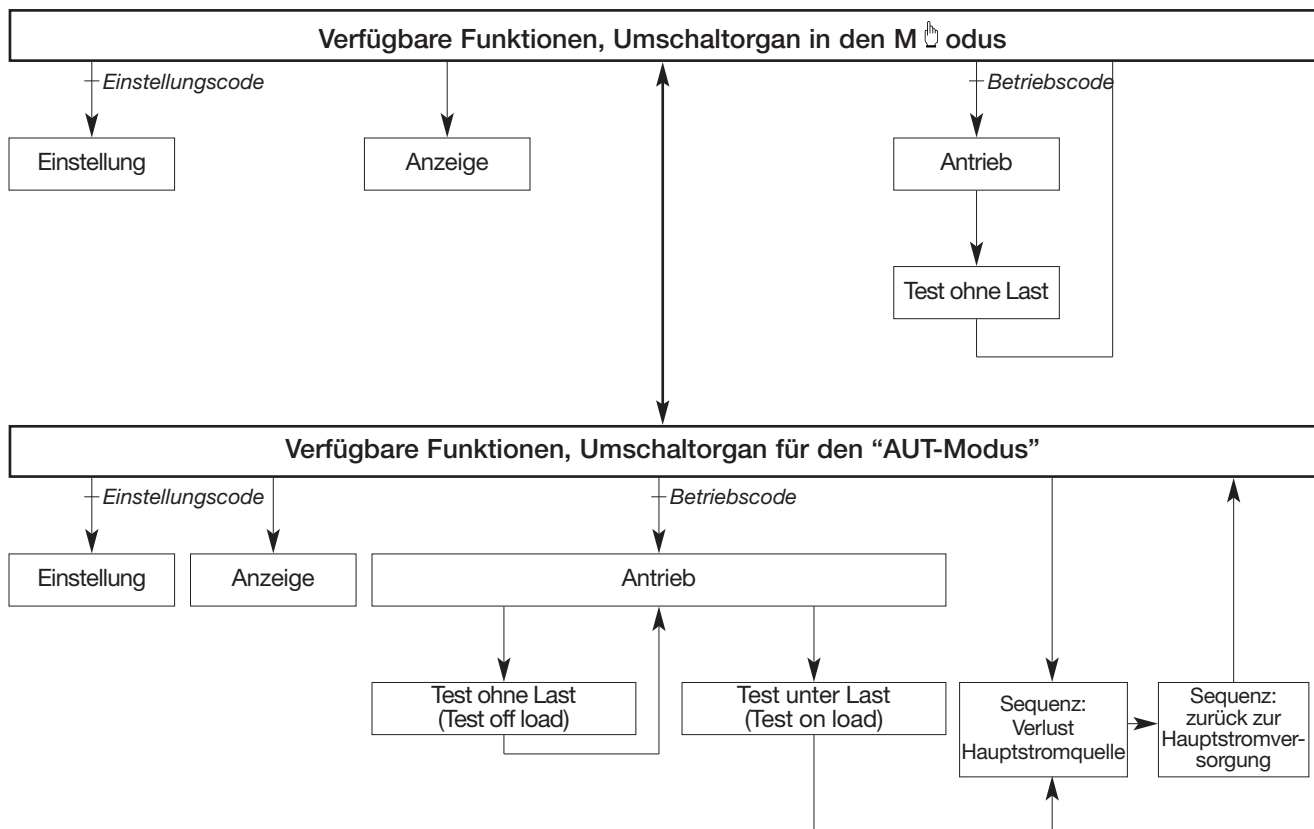 Verfügbare Funktionen, Umschaltorgan in den M odus
Einstellungscode
Betriebscode
Einstellung
Anzeige
Antrieb
Test ohne Last
Verfügbare Funktionen, Umschaltorgan für den “AUT-Modus”
Einstellungscode
Betriebscode
Einstellung
Anzeige
Antrieb
Test ohne Last
(Test off load)
Test unter Last
(Test on load)
Sequenz:
Verlust
Hauptstromquelle
Sequenz:
zurück zur
Hauptstromver-
sorgung